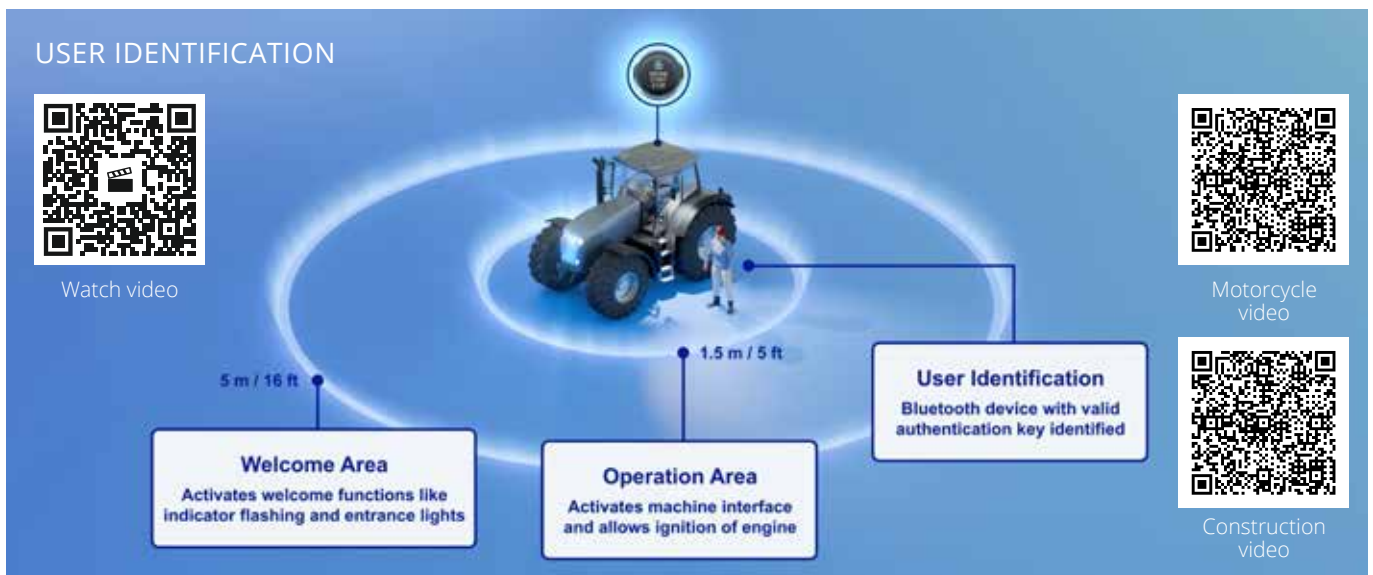 USER IDENTIFICATION
Watch video
Motorcycle
video
1.5 m / 5 ft
5 m / 16 ft
User Identification
Bluetooth device with valid
authentication key identified
Welcome Area
Activates welcome functions like
indicator flashing and entrance lights
Operation Area
Activates machine interface
and allows ignition of engine
Construction
video